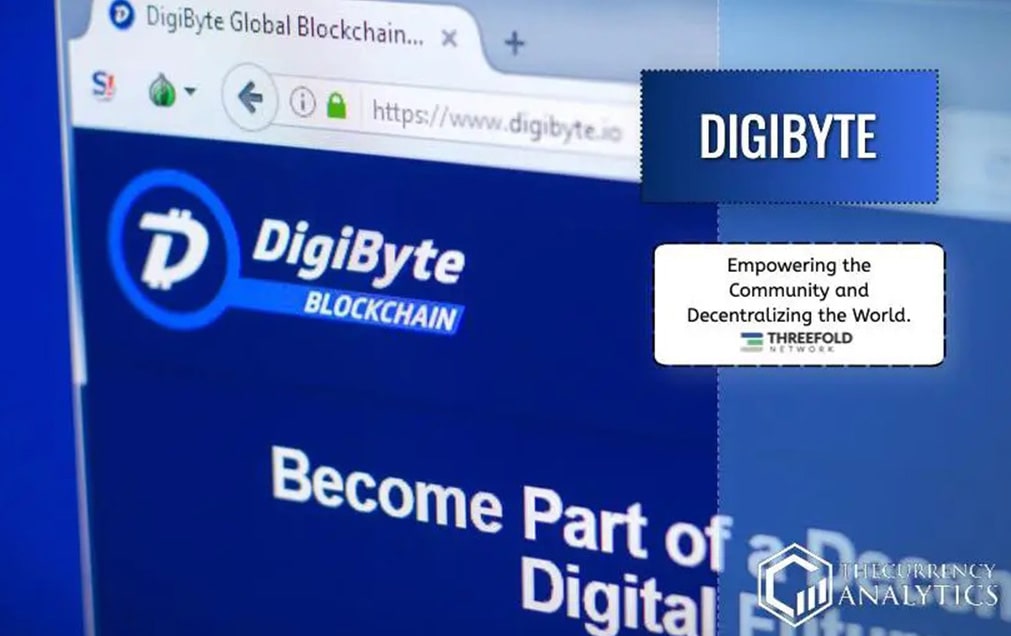 DigiByte Global Blockchain...
S!
https://www.digibyte.io
DIGIBYTE
DigiByte
BLOCKCHAIN
Empowering the
Community and
Decentralizing the World.
THREEFOLD
NETWORK
Become Part of a
Digital
THECURRENCY
ANALYTICS